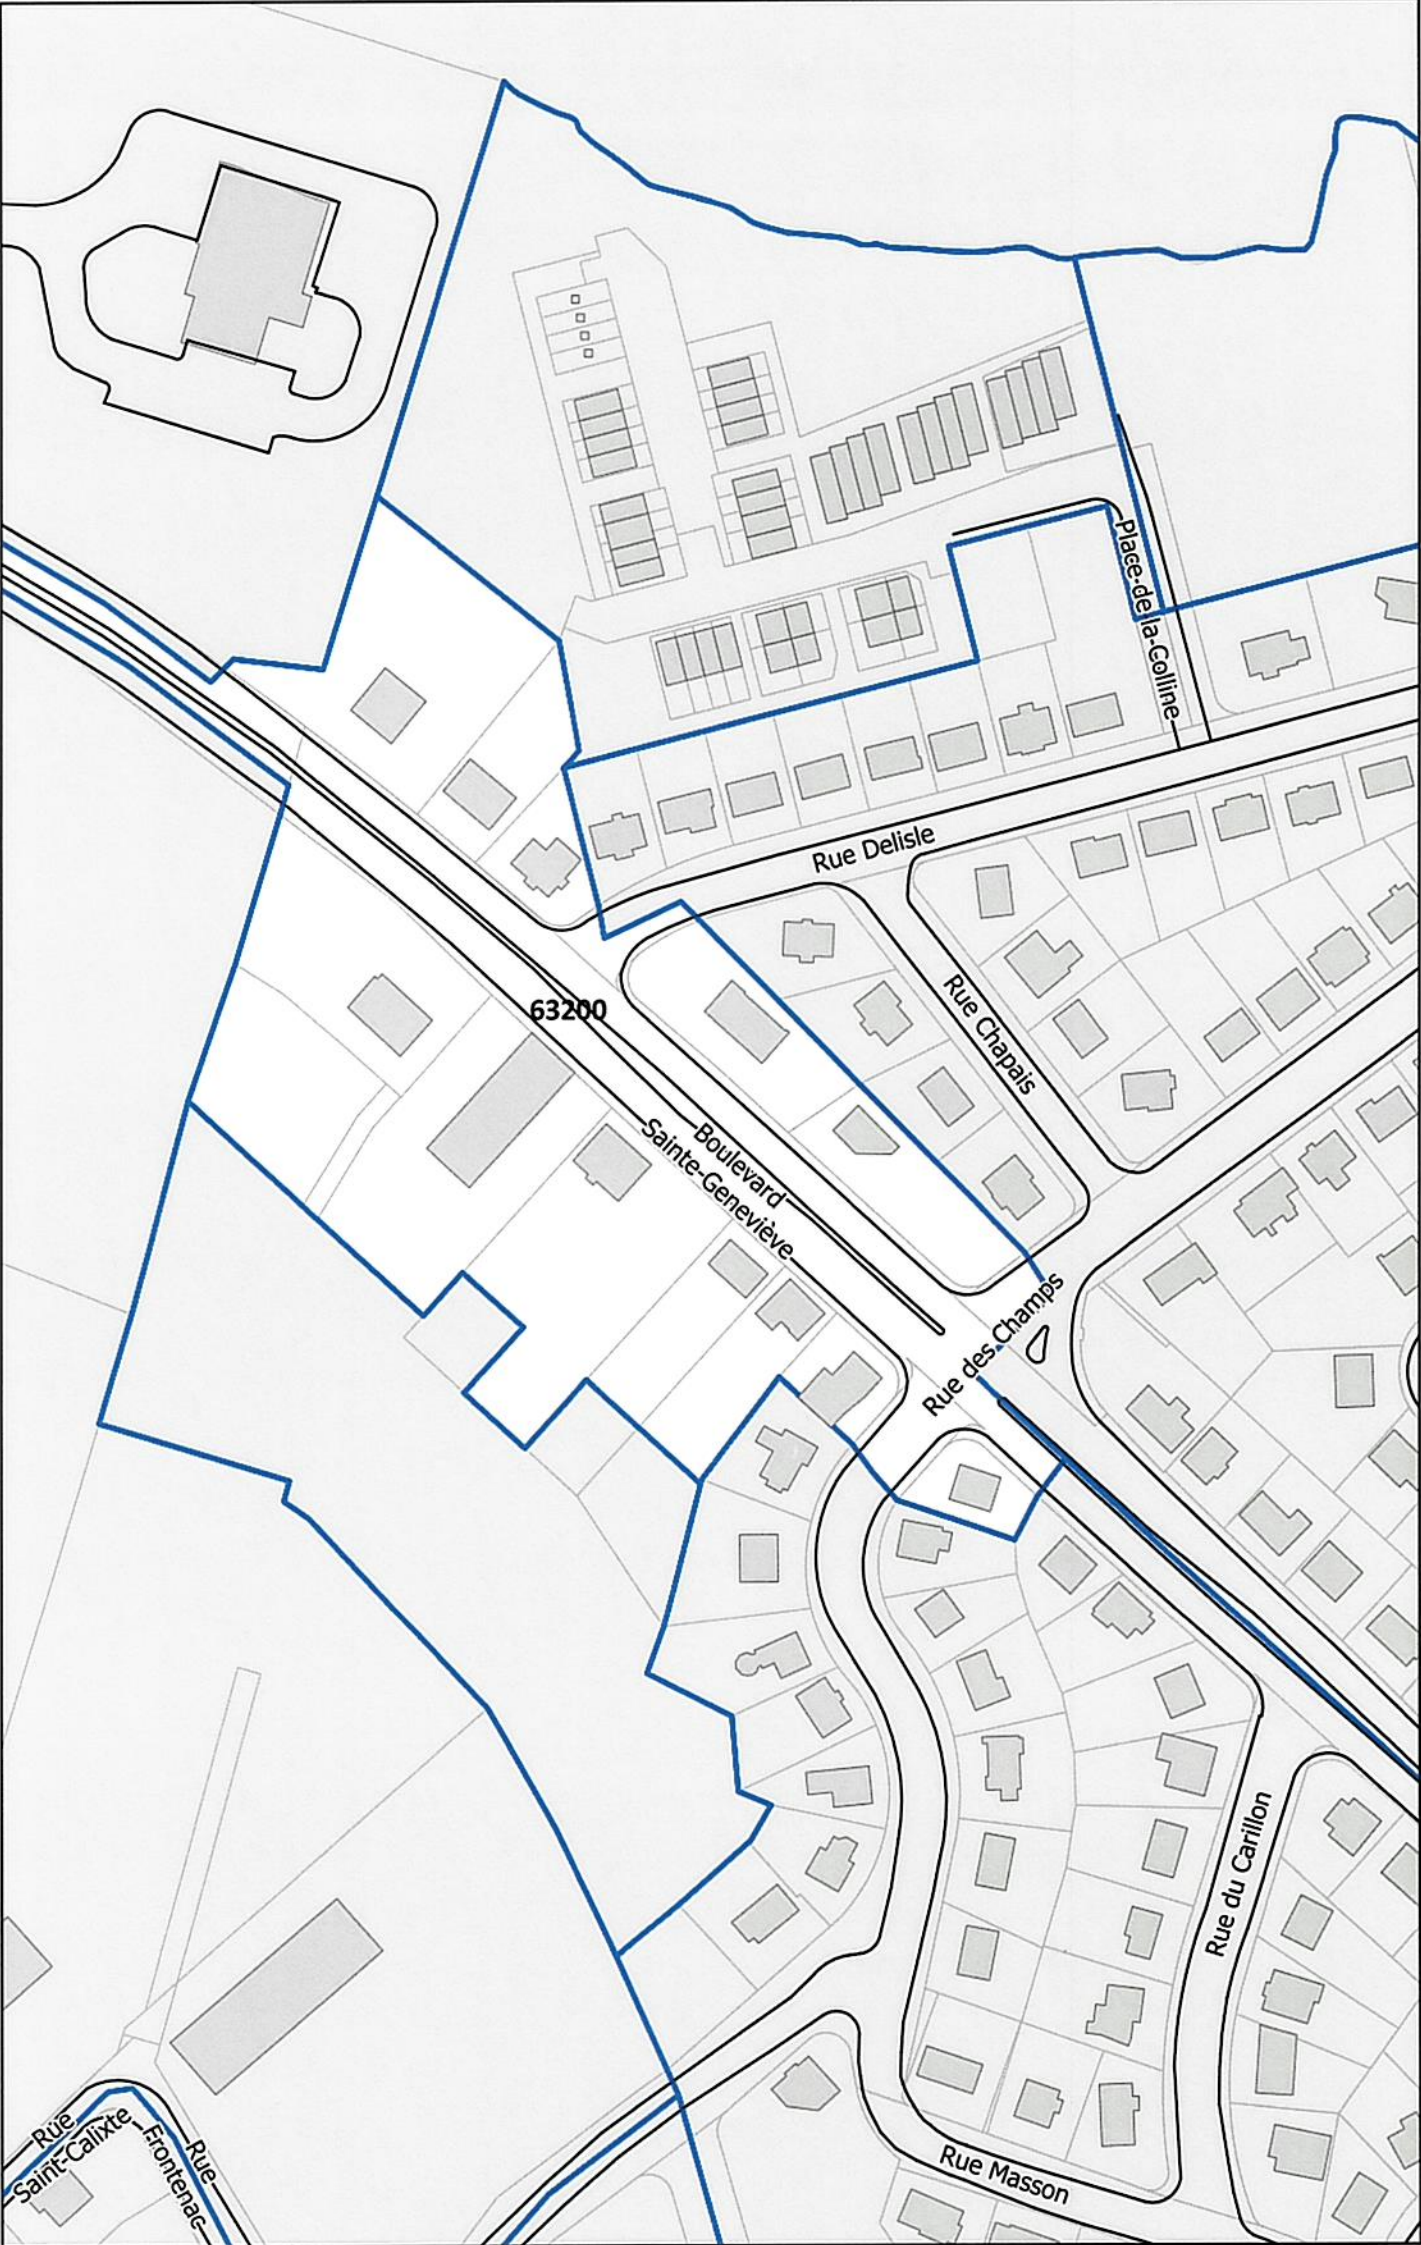 Place-de-la-Colline
Rue Delisle
Rue Chapais
63200
Boulevard
Sainte-Geneviève
Rue des Champs
Rue du Carillon
Rue
Saint-Calixte
Rue
Frontenac
Rue Masson